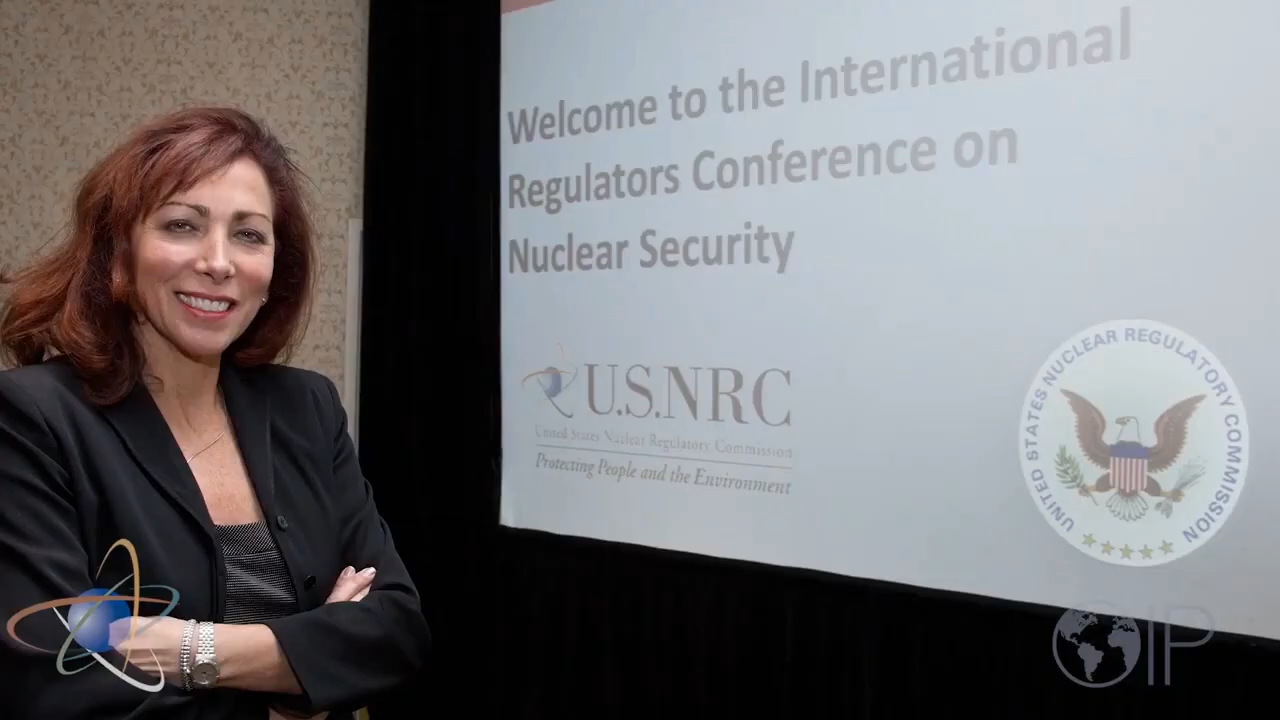 Welcome to the International
Regulators Conference on
Nuclear Security
U.S.NRC
United States Nuclear Regulatory Commission
Protecting People and the Environment
UNITED STATES NUCLEAR REGULATORY COMMISSION
OIP